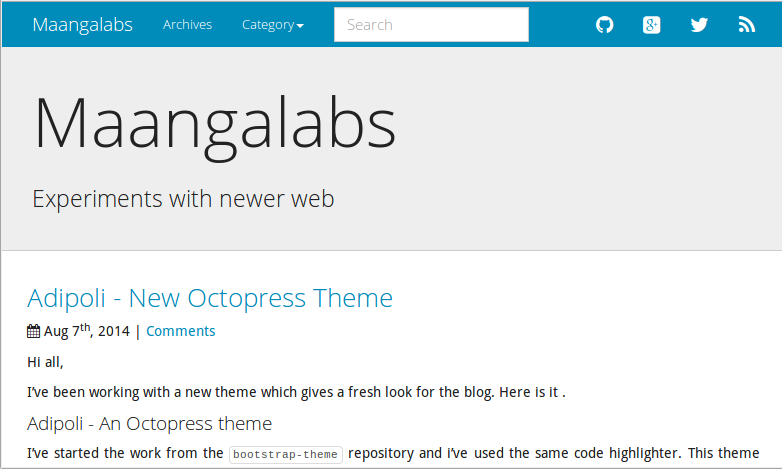 Maangalabs Archives Category Search
Maangalabs
Experiments with newer web
Adipoli - New Octopress Theme
Aug 7th, 2014 | Comments
Hi all,
I've been working with a new theme which gives a fresh look for the blog. Here is it .
Adipoli - An Octopress theme
I've started the work from the bootstrap-theme repository and i've used the same code highlighter. This theme